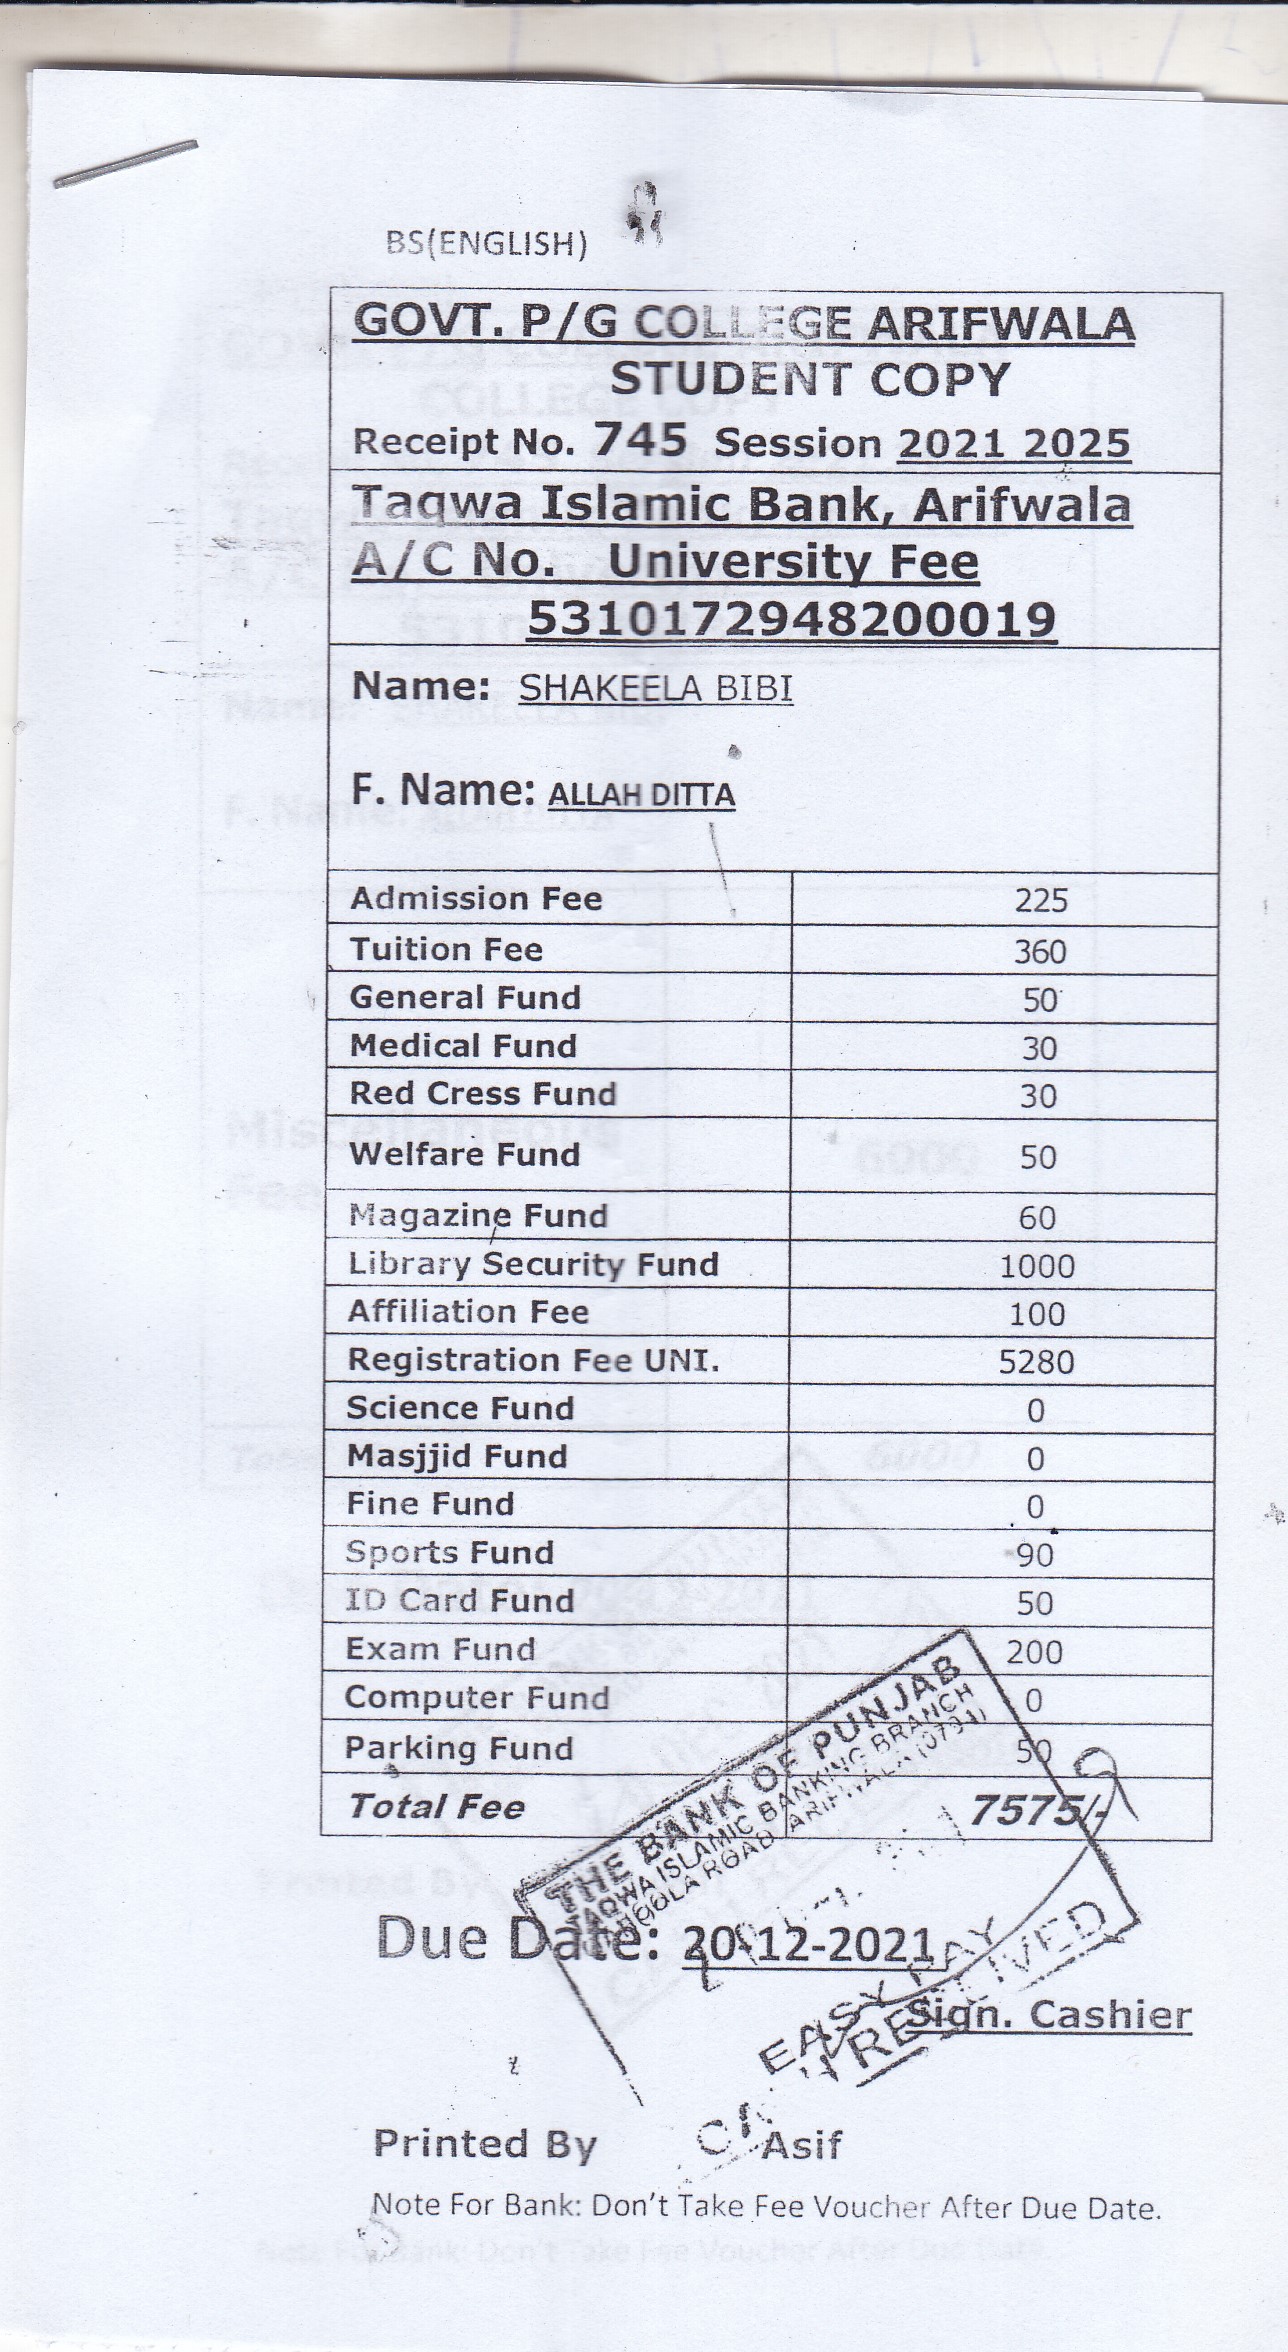 BS(ENGLISH)
GOVT. P/G COLLEGE ARIFWALA
STUDENT COPY
Receipt No. 745 Session 2021 2025
Taqwa Islamic Bank, Arifwala
A/C No. University Fee
5310172948200019
Name: SHAKEELA BIBI
F. Name: ALLAH DITTA
Admission Fee 225
Tuition Fee 360
General Fund 50
Medical Fund 30
Red Cress Fund 30
Welfare Fund 50
Magazine Fund 60
Library Security Fund 1000
Affiliation Fee 100
Registration Fee UNI. 5280
Science Fund 0
Masjjid Fund 0
Fine Fund 0
Sports Fund 90
ID Card Fund 50
Exam Fund 200
Computer Fund 0
Parking Fund 50
Total Fee 7575/-
THE BANK OF PUNJAB
TAQWA ISLAMIC BANKING BRANCH
ROAD ARIFWALA (0731)
Due Date: 20-12-2021
EASY PAY
RECEIVED
Sign. Cashier
Printed By Asif
Note For Bank: Don't Take Fee Voucher After Due Date.